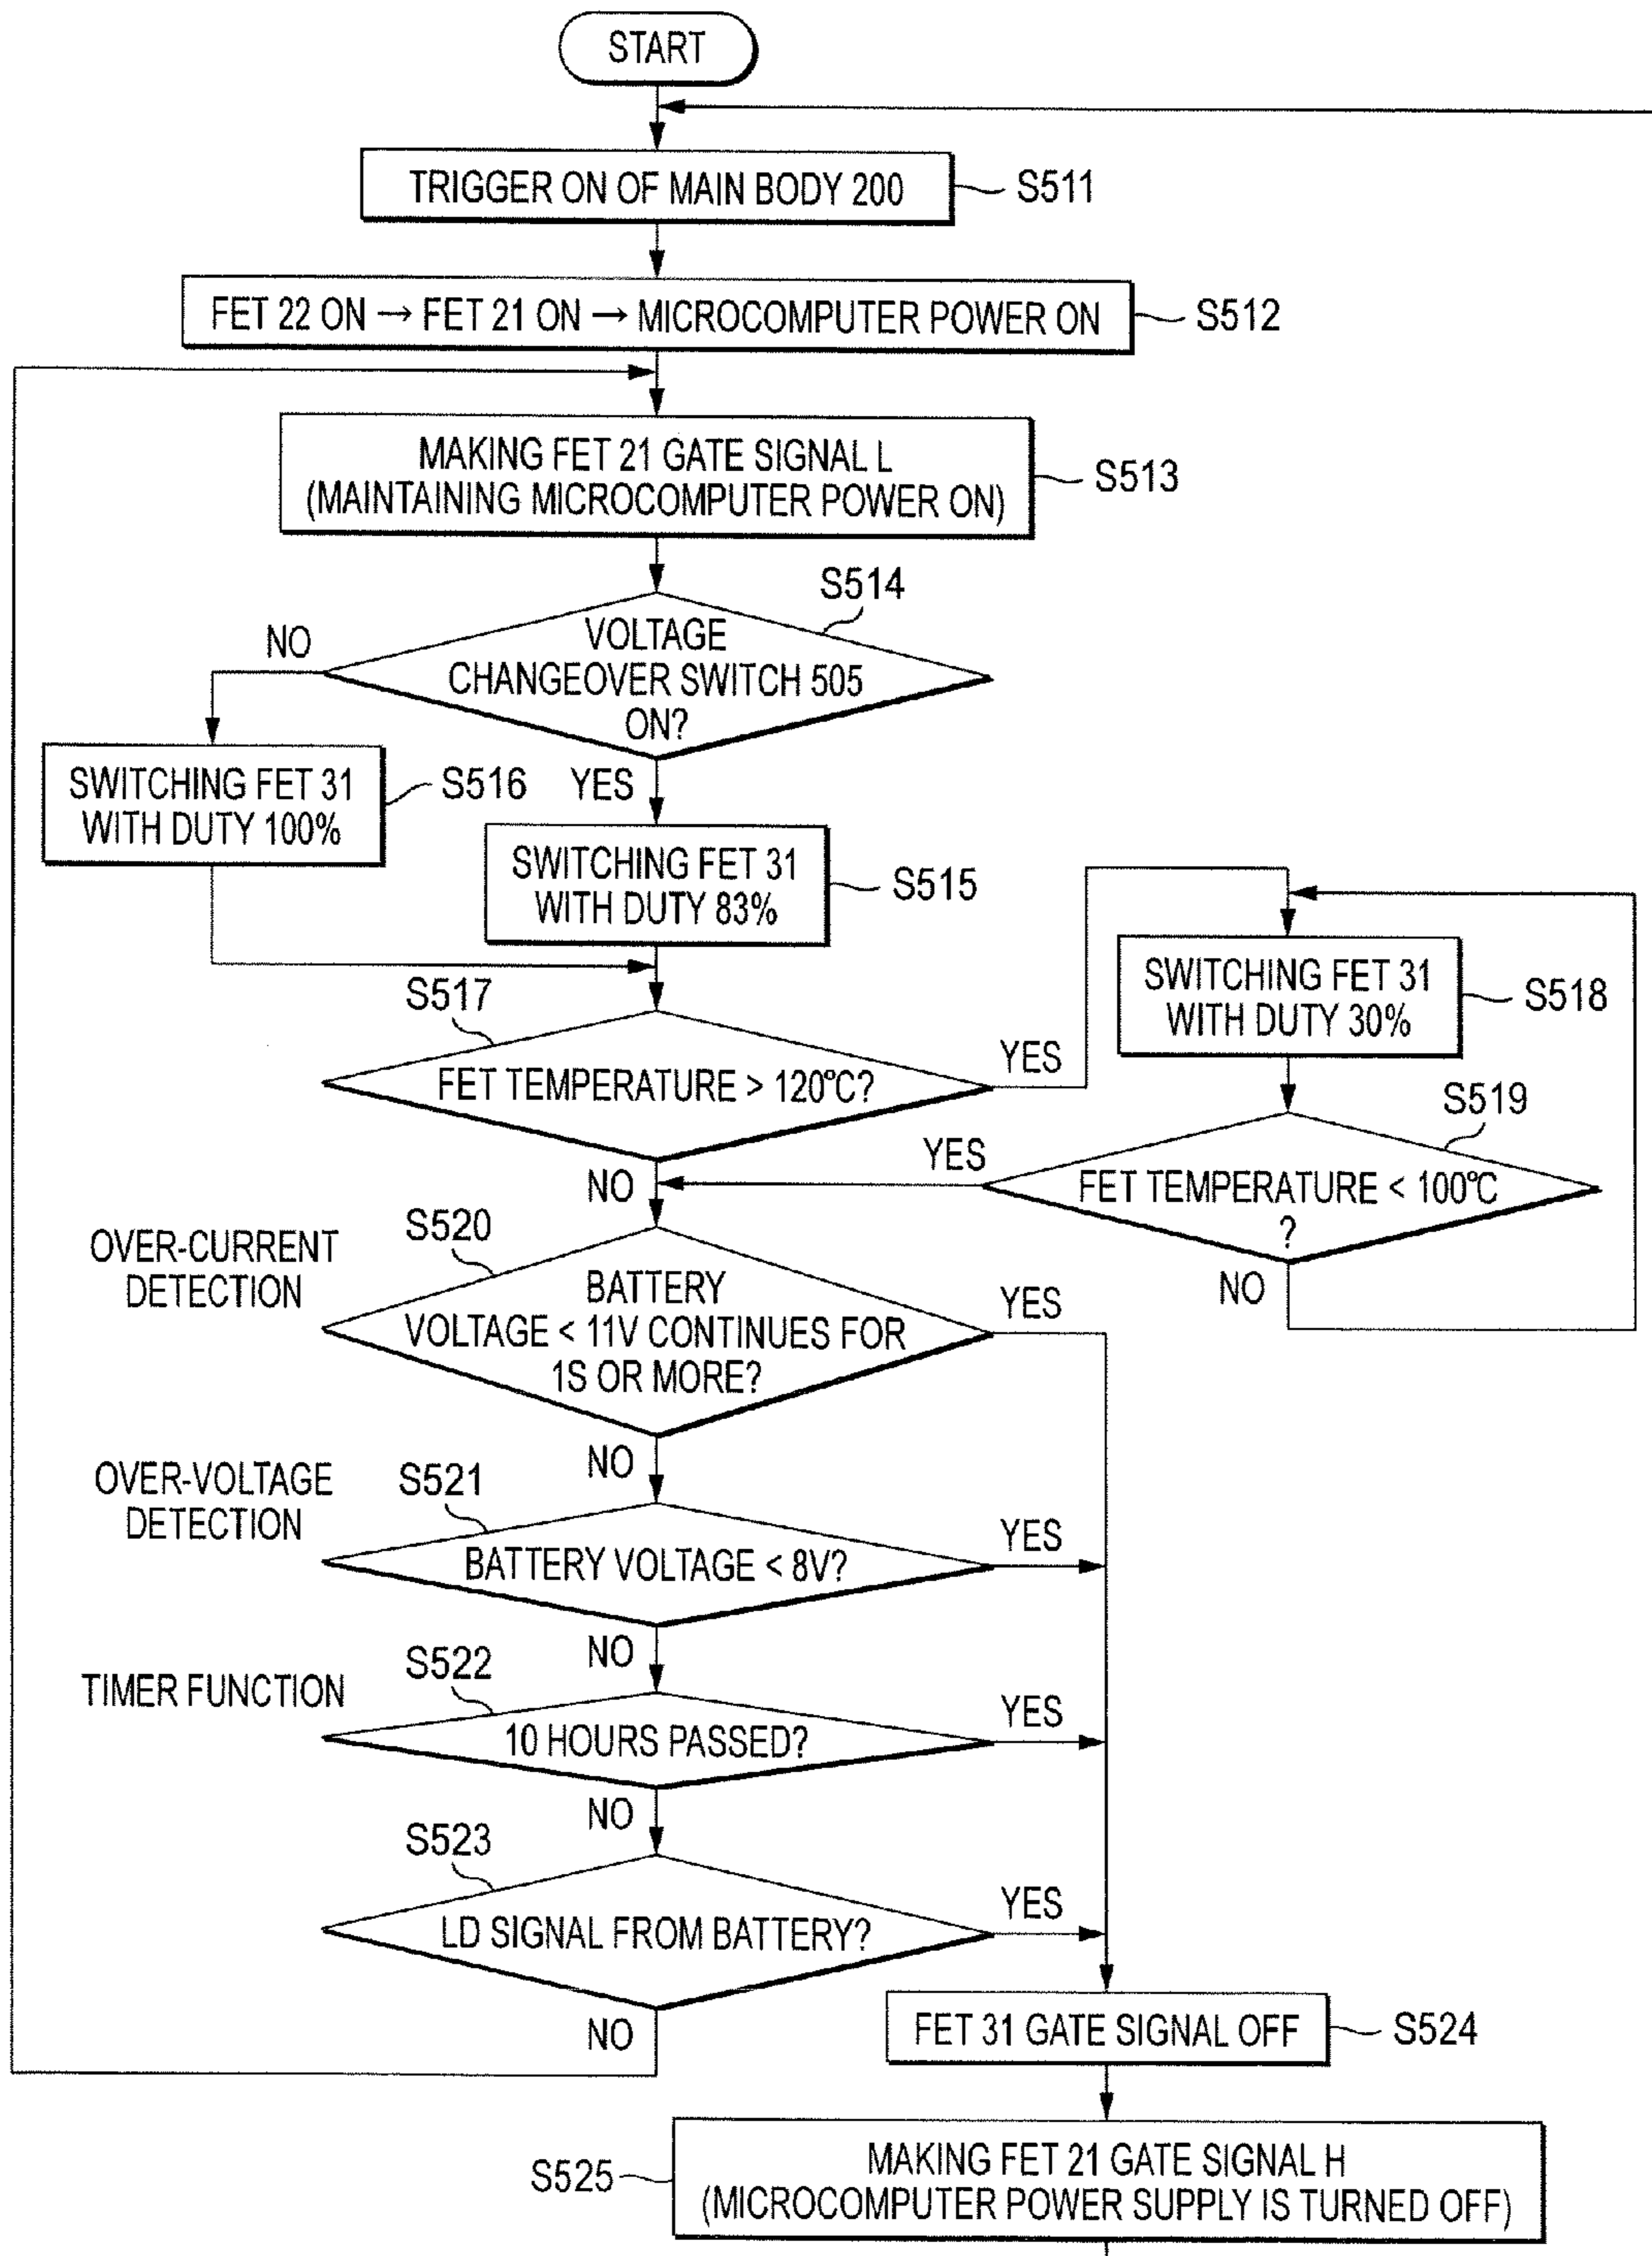 START
TRIGGER ON OF MAIN BODY 200
S511
FET 22 ON → FET 21 ON → MICROCOMPUTER POWER ON
S512
MAKING FET 21 GATE SIGNAL L
(MAINTAINING MICROCOMPUTER POWER ON)
S513
S514
VOLTAGE
CHANGEOVER SWITCH 505
ON?
NO
YES
SWITCHING FET 31
WITH DUTY 100%
S516
SWITCHING FET 31
WITH DUTY 83%
S515
SWITCHING FET 31
WITH DUTY 30%
S518
S517
FET TEMPERATURE > 120°C?
YES
NO
S519
FET TEMPERATURE < 100°C
?
YES
NO
OVER-CURRENT
DETECTION
S520
BATTERY
VOLTAGE < 11V CONTINUES FOR
1S OR MORE?
YES
NO
OVER-VOLTAGE
DETECTION
S521
BATTERY VOLTAGE < 8V?
YES
NO
TIMER FUNCTION
S522
10 HOURS PASSED?
YES
NO
S523
LD SIGNAL FROM BATTERY?
YES
NO
FET 31 GATE SIGNAL OFF
S524
S525
MAKING FET 21 GATE SIGNAL H
(MICROCOMPUTER POWER SUPPLY IS TURNED OFF)